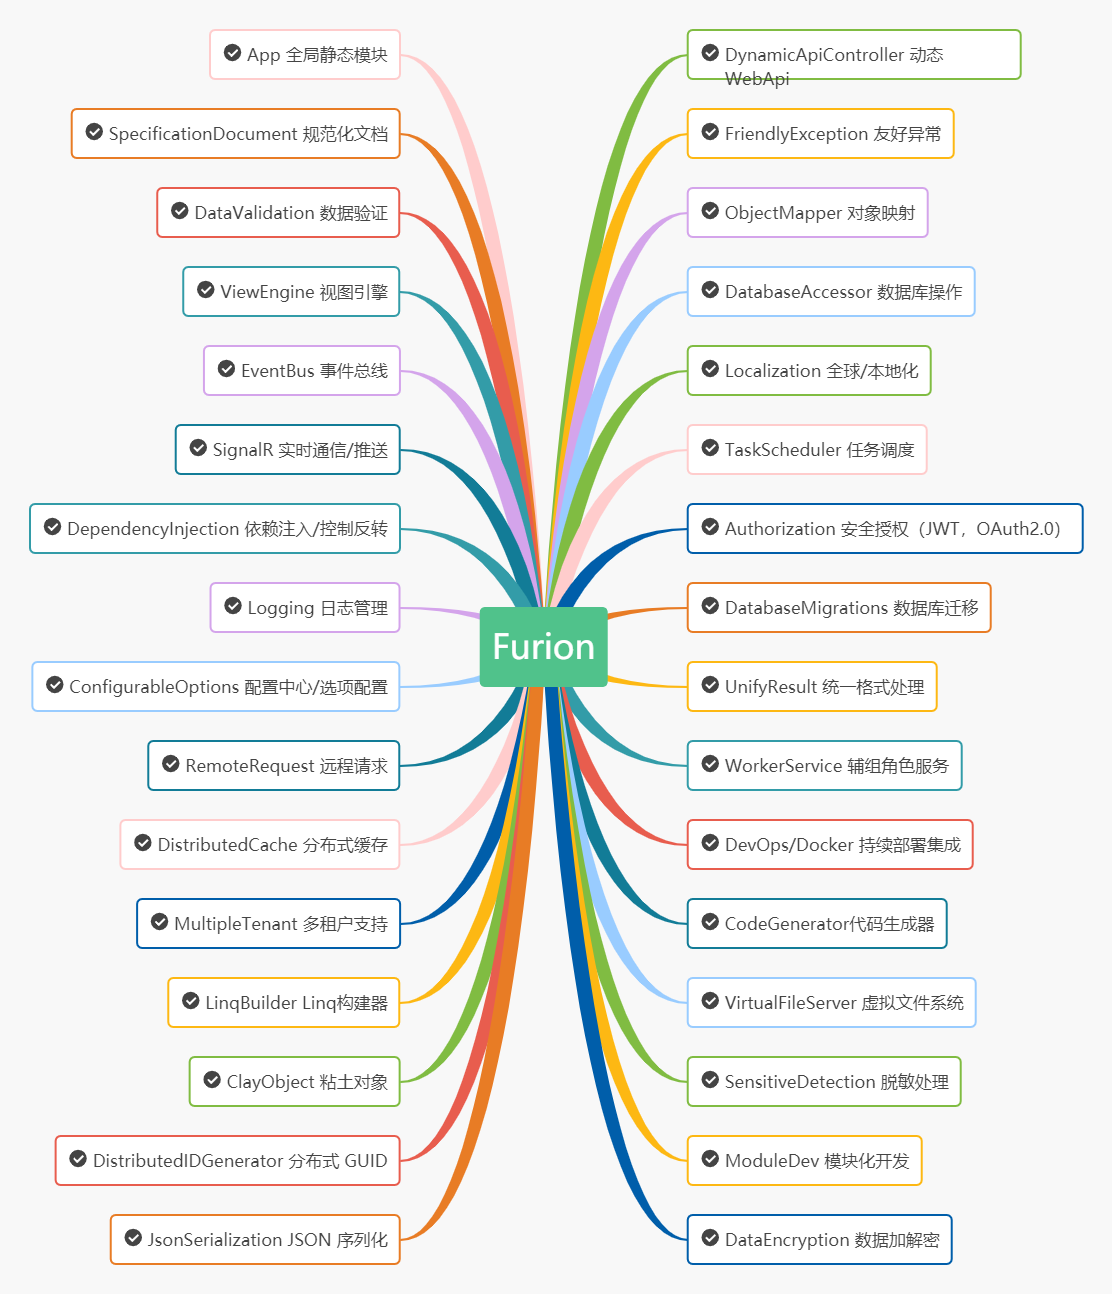 App 全局静态模块
SpecificationDocument 规范化文档
DataValidation 数据验证
ViewEngine 视图引擎
EventBus 事件总线
SignalR 实时通信/推送
DependencyInjection 依赖注入/控制反转
Logging 日志管理
ConfigurableOptions 配置中心/选项配置
RemoteRequest 远程请求
DistributedCache 分布式缓存
MultipleTenant 多租户支持
LinqBuilder Linq构建器
ClayObject 粘土对象
DistributedIDGenerator 分布式 GUID
JsonSerialization JSON 序列化
Furion
DynamicApiController 动态
WebApi
FriendlyException 友好异常
ObjectMapper 对象映射
DatabaseAccessor 数据库操作
Localization 全球/本地化
TaskScheduler 任务调度
Authorization 安全授权（JWT，OAuth2.0）
DatabaseMigrations 数据库迁移
UnifyResult 统一格式处理
WorkerService 辅组角色服务
DevOps/Docker 持续部署集成
CodeGenerator代码生成器
VirtualFileServer 虚拟文件系统
SensitiveDetection 脱敏处理
ModuleDev 模块化开发
DataEncryption 数据加解密